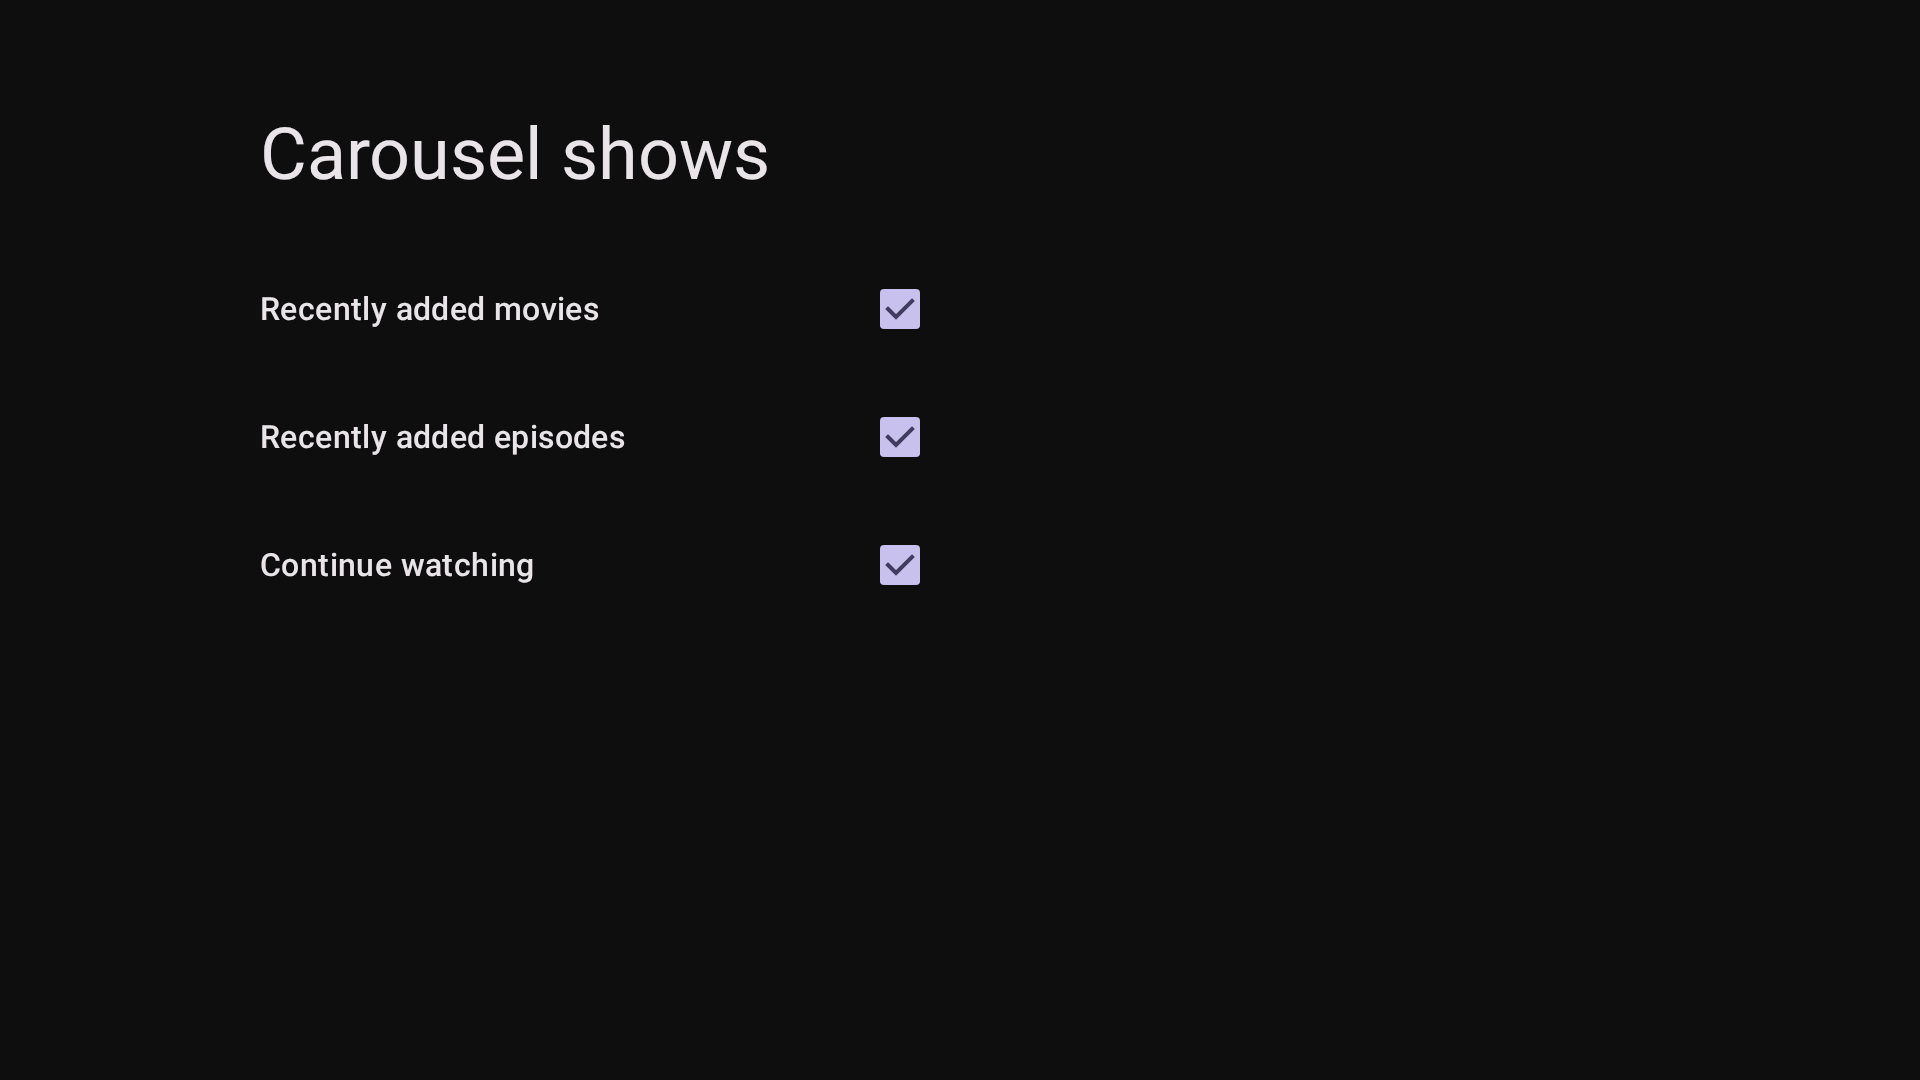 Carousel shows
Recently added movies
Recently added episodes
Continue watching